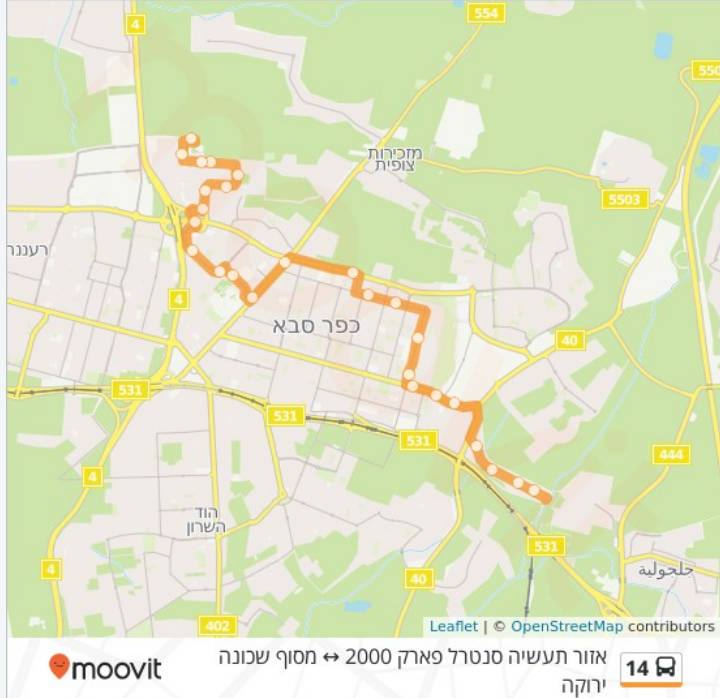 4
554
550
מזכירות
צופית
5503
רעננה
4
כפר סבא
40
531
531
531
444
4
הוד
השרון
531
4
40
ג'לג'וליה
402
Leaflet | © OpenStreetMap contributors
moovit
אזור תעשיה סנטרל פארק 2000 ↔ מסוף שכונה
ירוקה
14